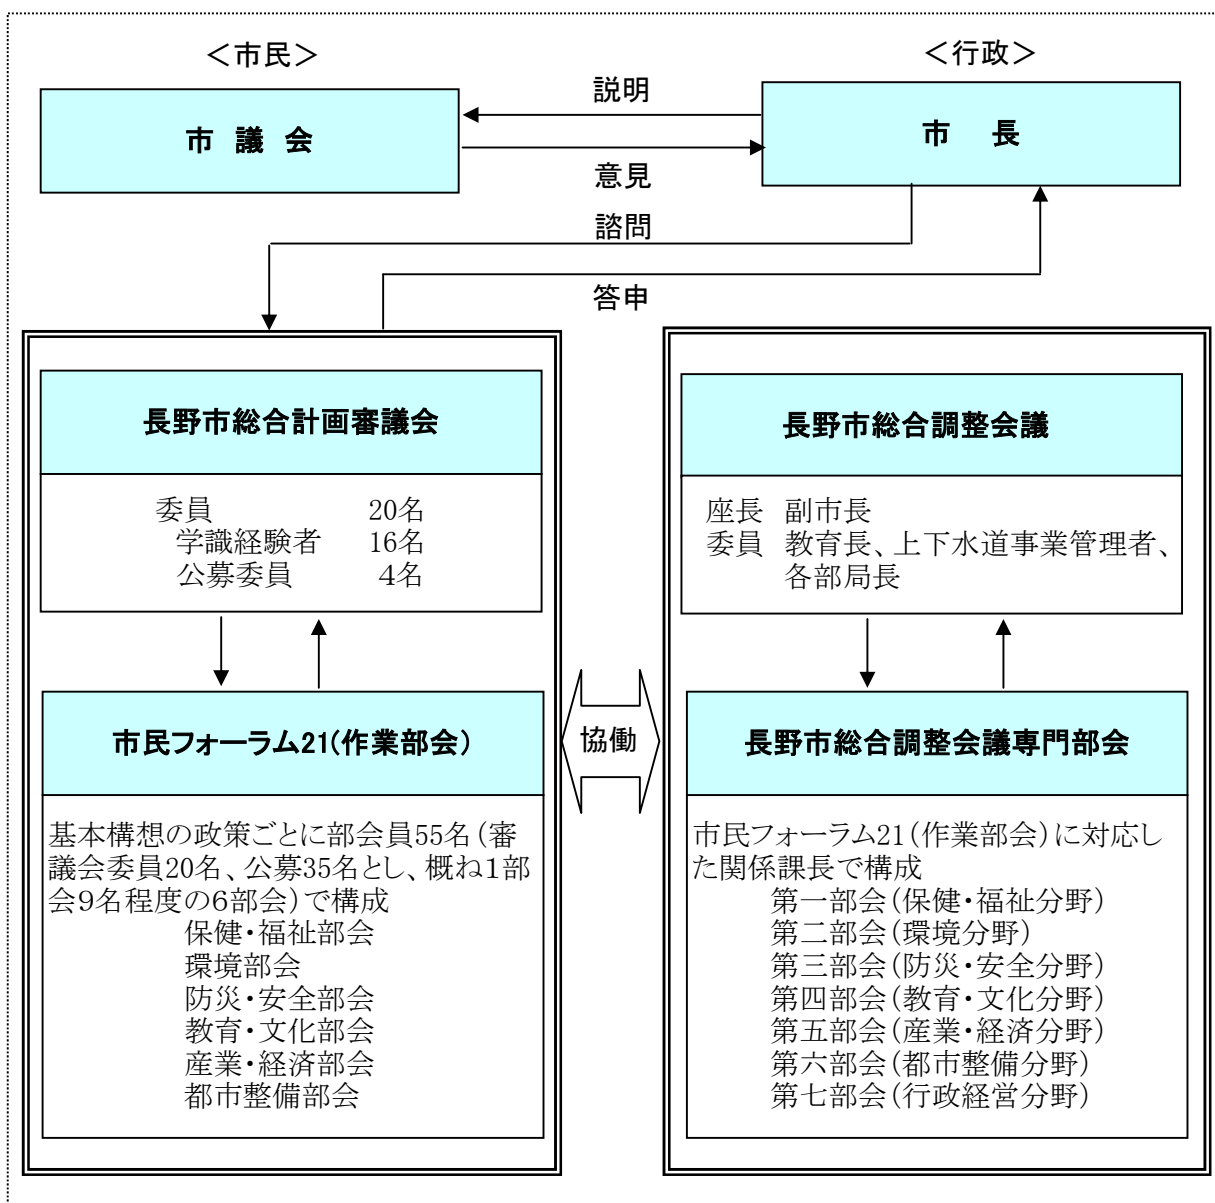 ＜市民＞
＜行政＞
市 議 会
説明
市　長
意見
諮問
答申
長野市総合計画審議会
委員　20名
学識経験者　16名
公募委員　4名
市民フォーラム21(作業部会)
基本構想の政策ごとに部会員55名(審
議会委員20名、公募35名とし、概ね１部
会９名程度の６部会)で構成
保健・福祉部会
環境部会
防災・安全部会
教育・文化部会
産業・経済部会
都市整備部会
協働
長野市総合調整会議
座長　副市長
委員　教育長、上下水道事業管理者、
各部局長
長野市総合調整会議専門部会
市民フォーラム21(作業部会)に対応し
た関係課長で構成
第一部会(保健・福祉分野)
第二部会(環境分野)
第三部会(防災・安全分野)
第四部会(教育・文化分野)
第五部会(産業・経済分野)
第六部会(都市整備分野)
第七部会(行政経営分野)